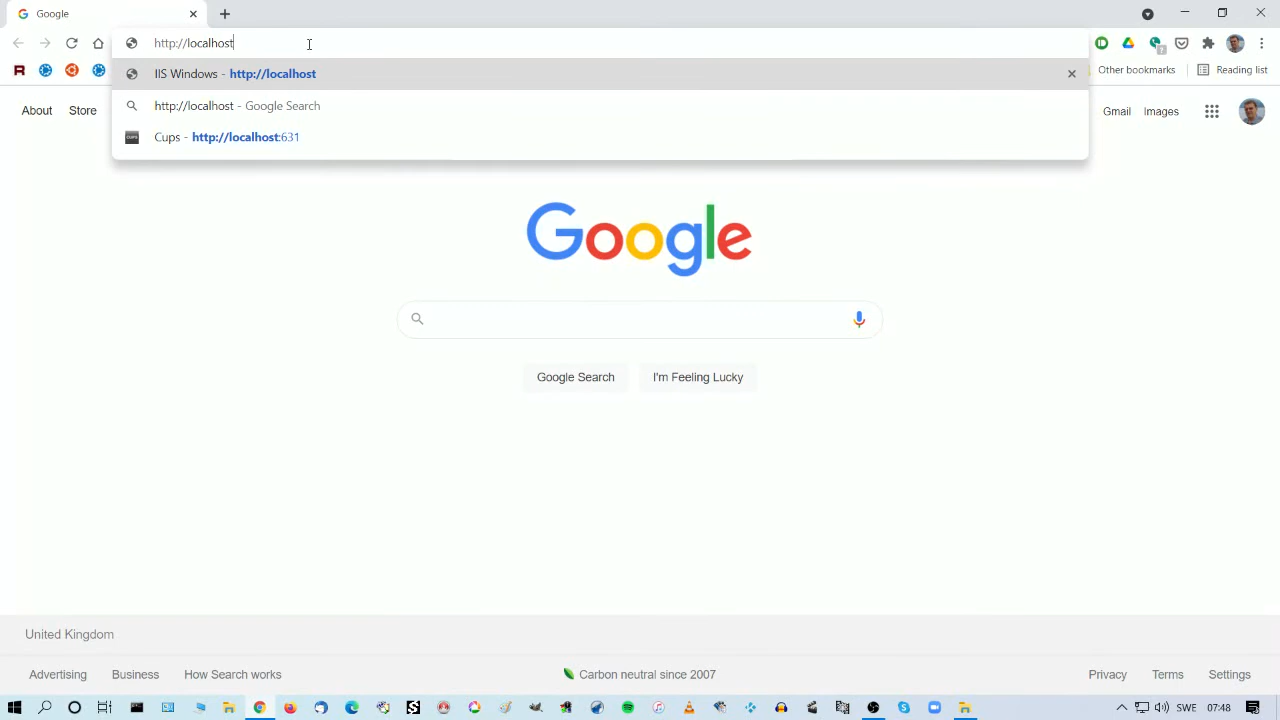 Google
http://localhost
IIS Windows - http://localhost
http://localhost - Google Search
Cups - http://localhost:631
Other bookmarks
Reading list
About
Store
Gmail
Images
Google
Google Search
I'm Feeling Lucky
United Kingdom
Advertising
Business
How Search works
Carbon neutral since 2007
Privacy
Terms
Settings
SWE
07:48